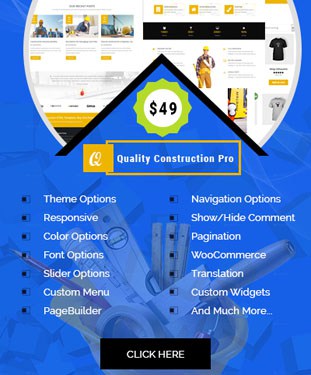 $49
Quality Construction Pro
Theme Options
Responsive
Color Options
Font Options
Slider Options
Custom Menu
PageBuilder
Navigation Options
Show/Hide Comment
Pagination
WooCommerce
Translation
Custom Widgets
And Much More...
CLICK HERE